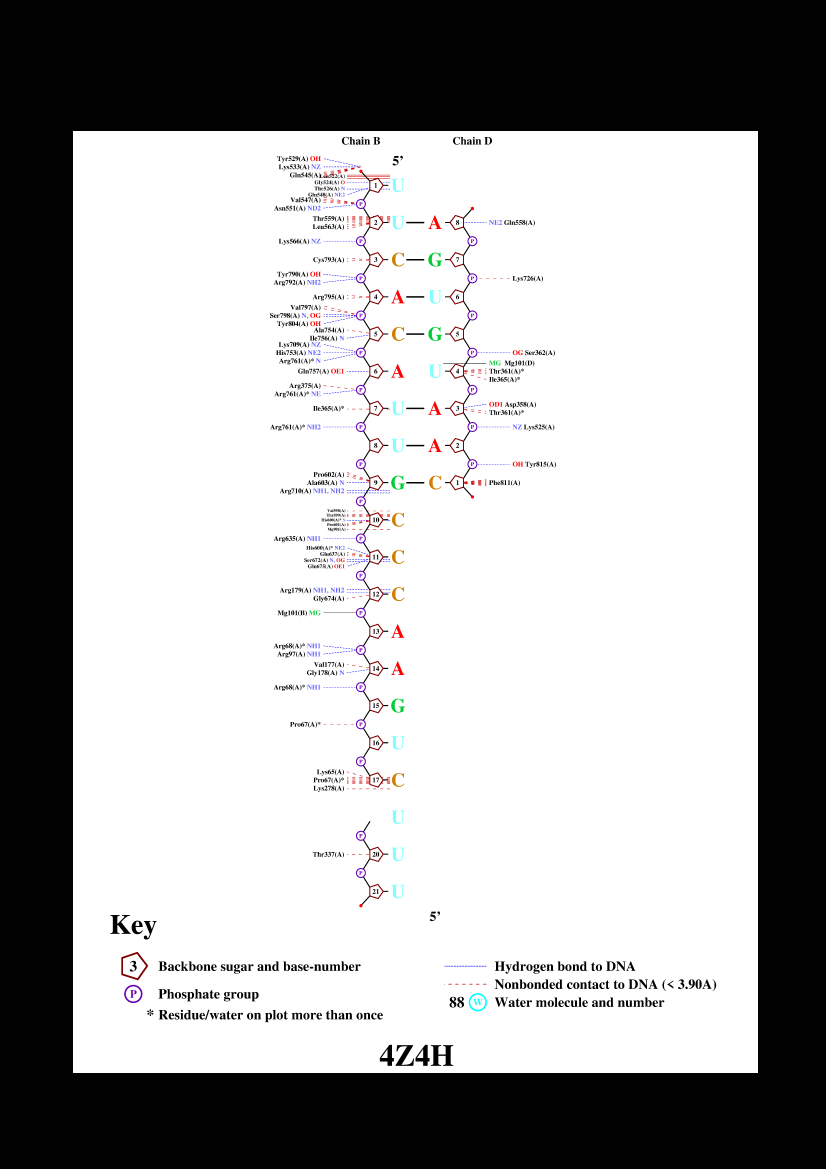 Chain B Chain D
5’
Tyr529(A) OH
Lys533(A) NZ
Gln545(A)
Gly524(A) O
Thr526(A) N
Gln548(A) NE2
Val547(A)
Asn551(A) ND2
1 U
P
Thr559(A)
Leu563(A)
2 U A 8 NE2 Gln558(A)
Lys566(A) NZ P P
Cys793(A) 3 C G 7
Tyr790(A) OH
Arg792(A) NH2
P P Lys726(A)
Arg795(A) 4 A U 6
Val797(A)
Ser798(A) N, OG
Tyr804(A) OH
P P
Ala754(A)
Ile756(A) N
5 C G 5
Lys709(A) NZ
His753(A) NE2
Arg761(A)* N
P P OG Ser362(A)
MG Mg101(D)
Gln757(A) OE1 6 A U 4 Thr361(A)*
Ile365(A)*
Arg375(A)
Arg761(A)* NE
P P
OD1 Asp358(A)
Ile365(A)* 7 U A 3 Thr361(A)*
Arg761(A)* NH2 P P NZ Lys525(A)
8 U A 2
P P OH Tyr815(A)
Pro602(A)
Ala603(A) N
Arg710(A) NH1, NH2
9 G C 1 Phe811(A)
P
10 C
Arg635(A) NH1 P
His600(A)* NE2
Glu637(A)
Ser672(A) N, OG
Gln675(A) OE1
11 C
P
Arg179(A) NH1, NH2
Gly674(A)
12 C
Mg101(B) MG P
13 A
Arg68(A)* NH1
Arg97(A) NH1
P
Val177(A)
Gly178(A) N
14 A
Arg68(A)* NH1 P
15 G
Pro67(A)* P
16 U
P
Lys65(A)
Pro67(A)*
Lys278(A)
17 C
U
P
Thr337(A) 20 U
P
21 U
5’
Key
3 Backbone sugar and base-number
P Phosphate group
* Residue/water on plot more than once
Hydrogen bond to DNA
Nonbonded contact to DNA (< 3.90A)
88 W Water molecule and number
4Z4H